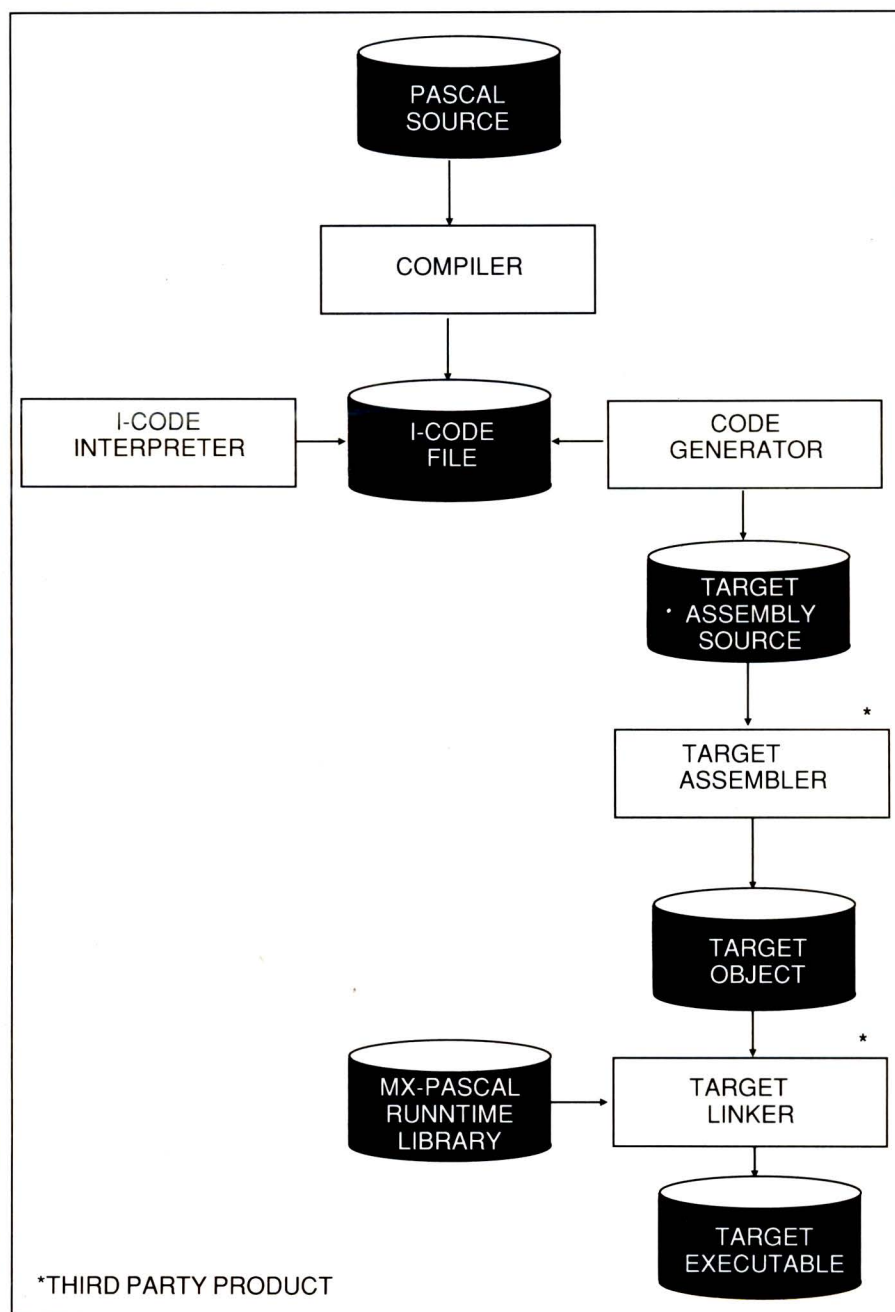 PASCAL
SOURCE
COMPILER
I-CODE
INTERPRETER
I-CODE
FILE
CODE
GENERATOR
TARGET
ASSEMBLY
SOURCE
*
TARGET
ASSEMBLER
TARGET
OBJECT
*
MX-PASCAL
RUNNTIME
LIBRARY
TARGET
LINKER
TARGET
EXECUTABLE
*THIRD PARTY PRODUCT